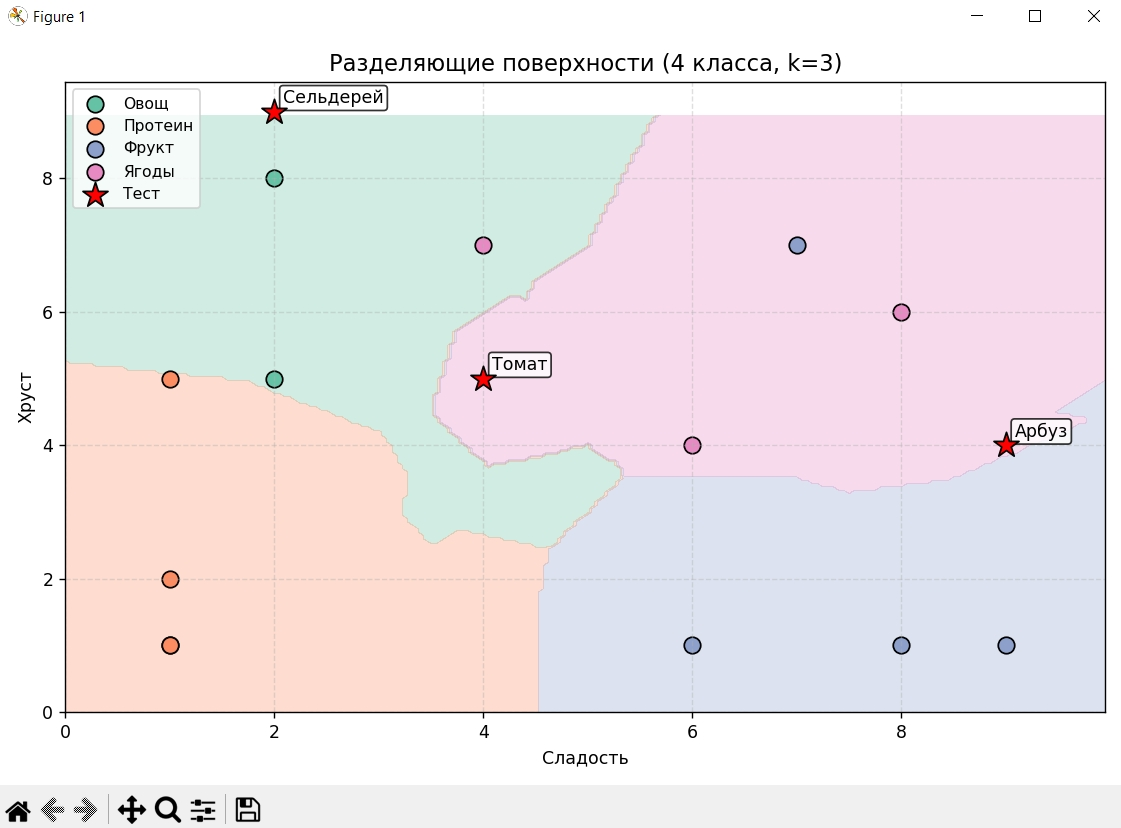 Figure 1
Разделяющие поверхности (4 класса, k=3)
Сельдерей
Овощ
Протеин
Фрукт
Ягоды
Тест
Томат
Арбуз
Хруст
8
6
4
2
0
0 2 4 6 8
Сладость